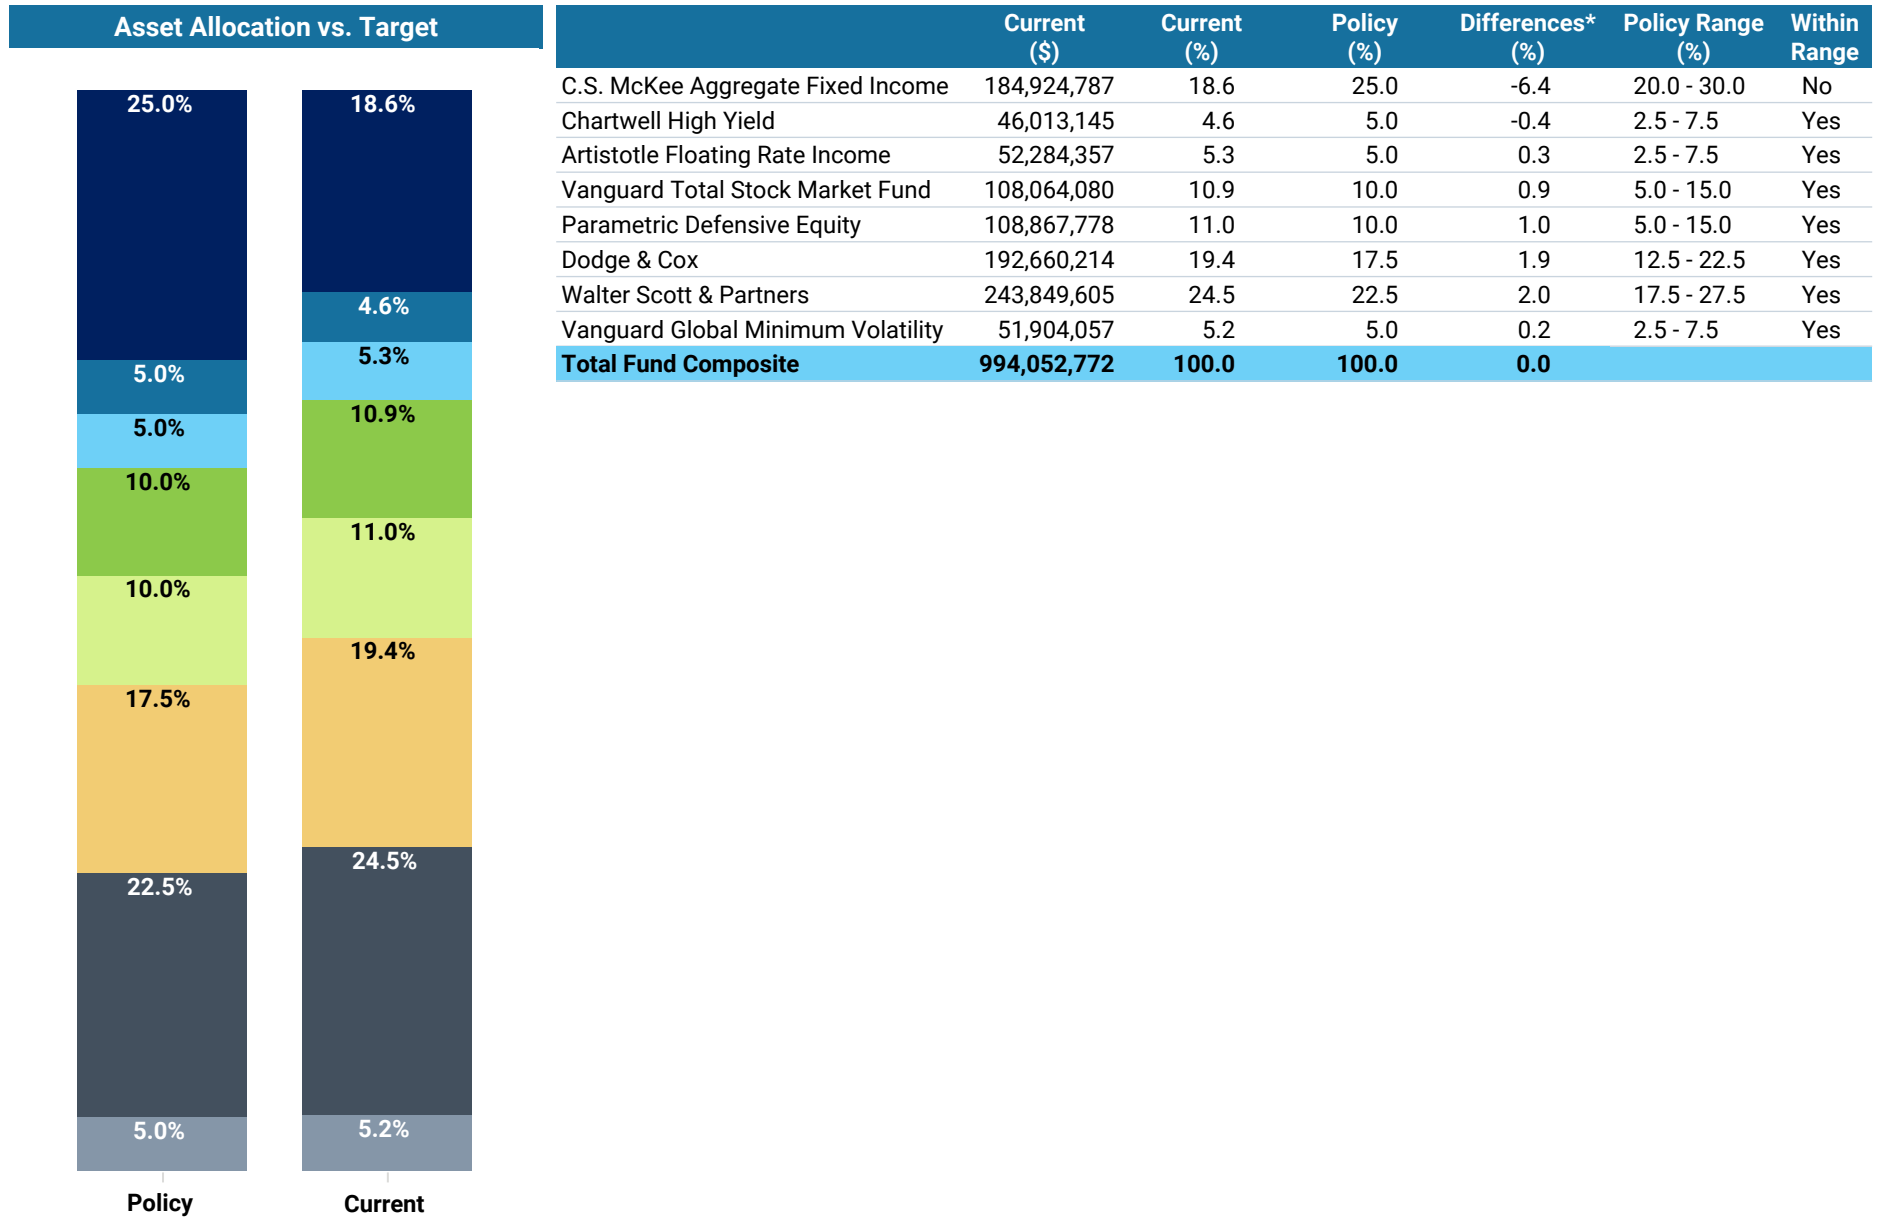 Asset Allocation vs. Target
25.0%
5.0%
5.0%
10.0%
10.0%
17.5%
22.5%
5.0%
Policy
18.6%
4.6%
5.3%
10.9%
11.0%
19.4%
24.5%
5.2%
Current
Current ($) Current (%) Policy (%) Differences* (%) Policy Range (%) Within Range
C.S. McKee Aggregate Fixed Income 184,924,787 18.6 25.0 -6.4 20.0 - 30.0 No
Chartwell High Yield 46,013,145 4.6 5.0 -0.4 2.5 - 7.5 Yes
Artistotle Floating Rate Income 52,284,357 5.3 5.0 0.3 2.5 - 7.5 Yes
Vanguard Total Stock Market Fund 108,064,080 10.9 10.0 0.9 5.0 - 15.0 Yes
Parametric Defensive Equity 108,867,778 11.0 10.0 1.0 5.0 - 15.0 Yes
Dodge & Cox 192,660,214 19.4 17.5 1.9 12.5 - 22.5 Yes
Walter Scott & Partners 243,849,605 24.5 22.5 2.0 17.5 - 27.5 Yes
Vanguard Global Minimum Volatility 51,904,057 5.2 5.0 0.2 2.5 - 7.5 Yes
Total Fund Composite 994,052,772 100.0 100.0 0.0